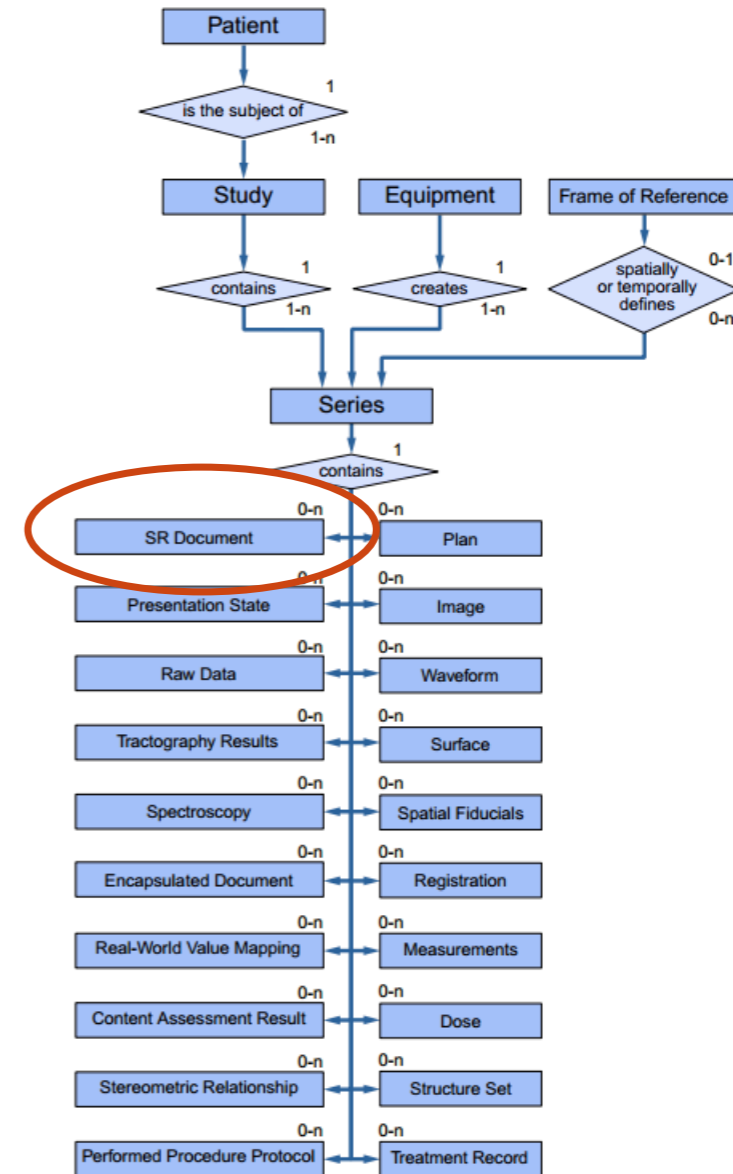 Patient
1
is the subject of
1-n
Study
Equipment
Frame of Reference
1
contains
1-n
1
creates
1-n
0-1
spatially
or temporally
defines
0-n
Series
1
contains
0-n
0-n
SR Document
Plan
0-n
0-n
Presentation State
Image
0-n
0-n
Raw Data
Waveform
0-n
0-n
Tractography Results
Surface
0-n
0-n
Spectroscopy
Spatial Fiducials
0-n
0-n
Encapsulated Document
Registration
0-n
0-n
Real-World Value Mapping
Measurements
0-n
0-n
Content Assessment Result
Dose
0-n
0-n
Stereometric Relationship
Structure Set
0-n
0-n
Performed Procedure Protocol
Treatment Record